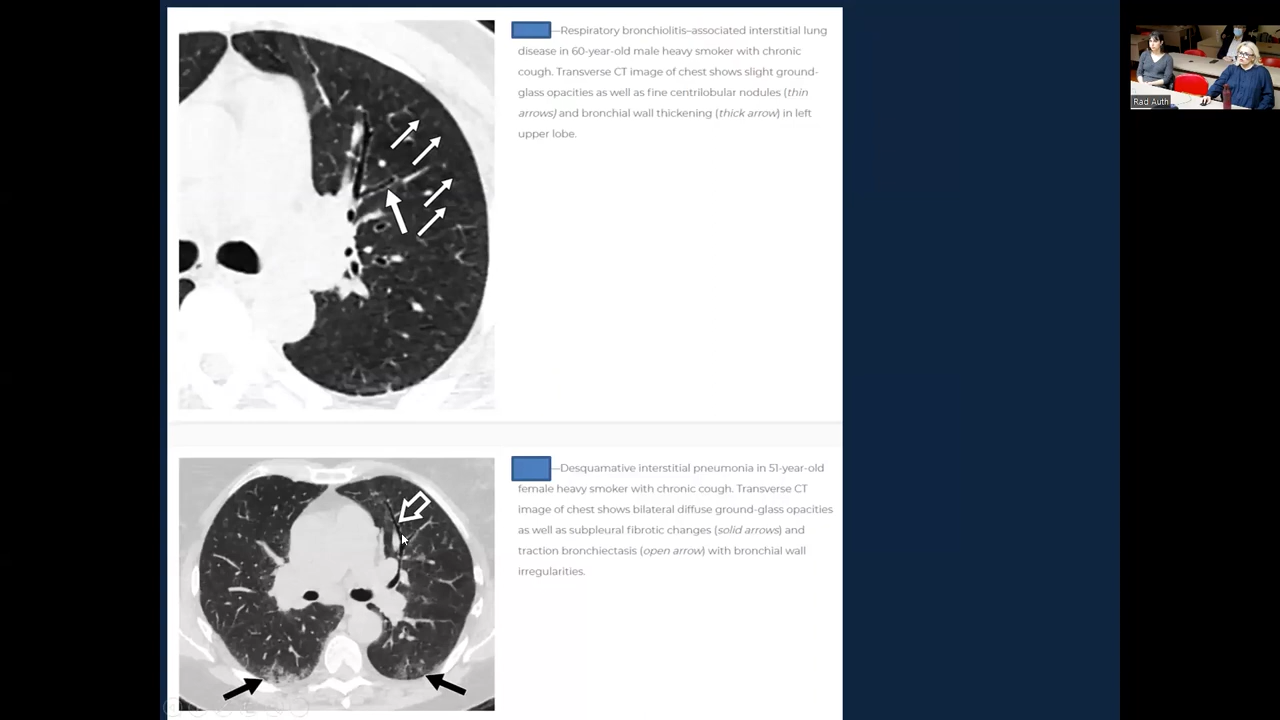 —Respiratory bronchiolitis–associated interstitial lung
disease in 60-year-old male heavy smoker with chronic
cough. Transverse CT image of chest shows slight ground-
glass opacities as well as fine centrilobular nodules (thin
arrows) and bronchial wall thickening (thick arrow) in left
upper lobe.
Rad Auth
—Desquamative interstitial pneumonia in 51-year-old
female heavy smoker with chronic cough. Transverse CT
image of chest shows bilateral diffuse ground-glass opacities
as well as subpleural fibrotic changes (solid arrows) and
traction bronchiectasis (open arrow) with bronchial wall
irregularities.